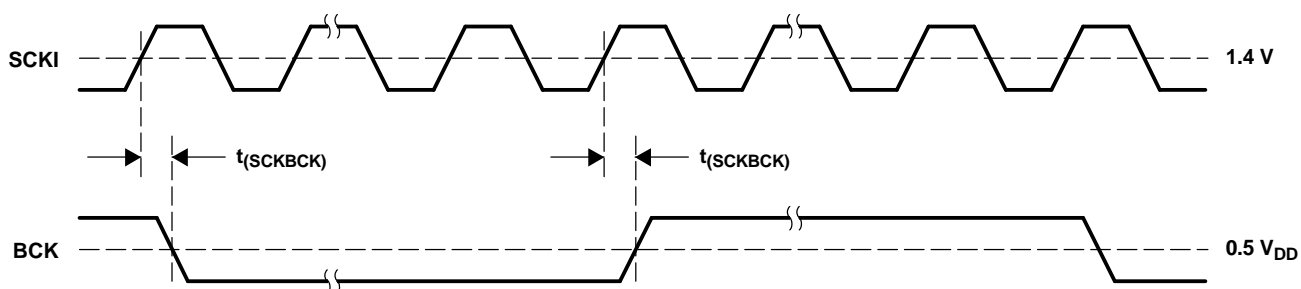 SCKI
1.4 V
t(SCKBCK)
t(SCKBCK)
BCK
0.5 VDD